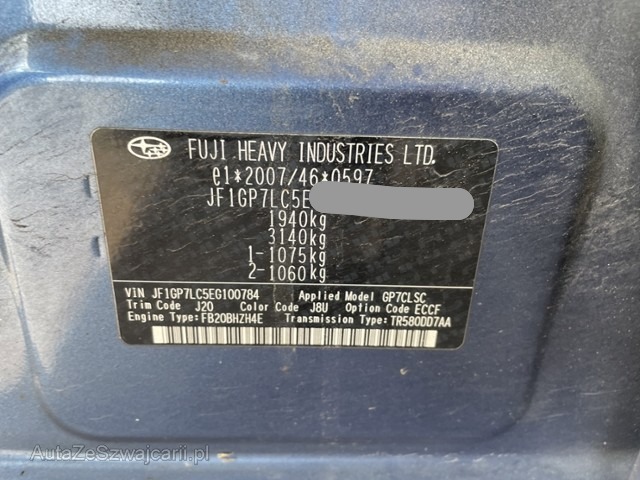 FUJI HEAVY INDUSTRIES LTD.
e1*2007/46*0597
JF1GP7LC5E
1940kg
3140kg
1-1075kg
2-1060kg
VIN JF1GP7LC5EG100784 Applied Model GP7CLSC
Trim Code J20 Color Code J8U Option Code ECCF
Engine Type:FB20BHZH4E Transmission Type:TR580DD7AA
AutaZeSzwajcarii.pl